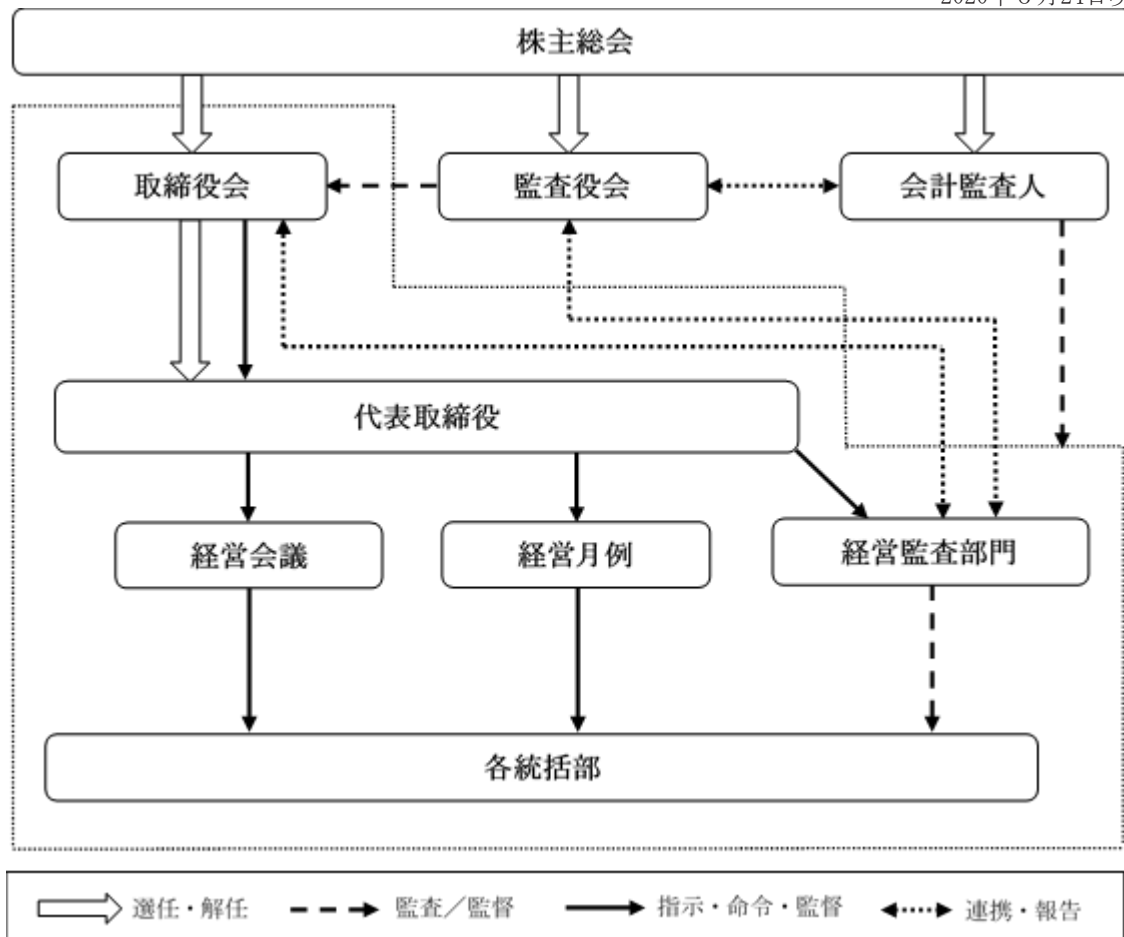 株主総会
取締役会
監査役会
会計監査人
代表取締役
経営会議
経営月例
経営監査部門
各統括部
選任・解任
監査／監督
指示・命令・監督
連携・報告